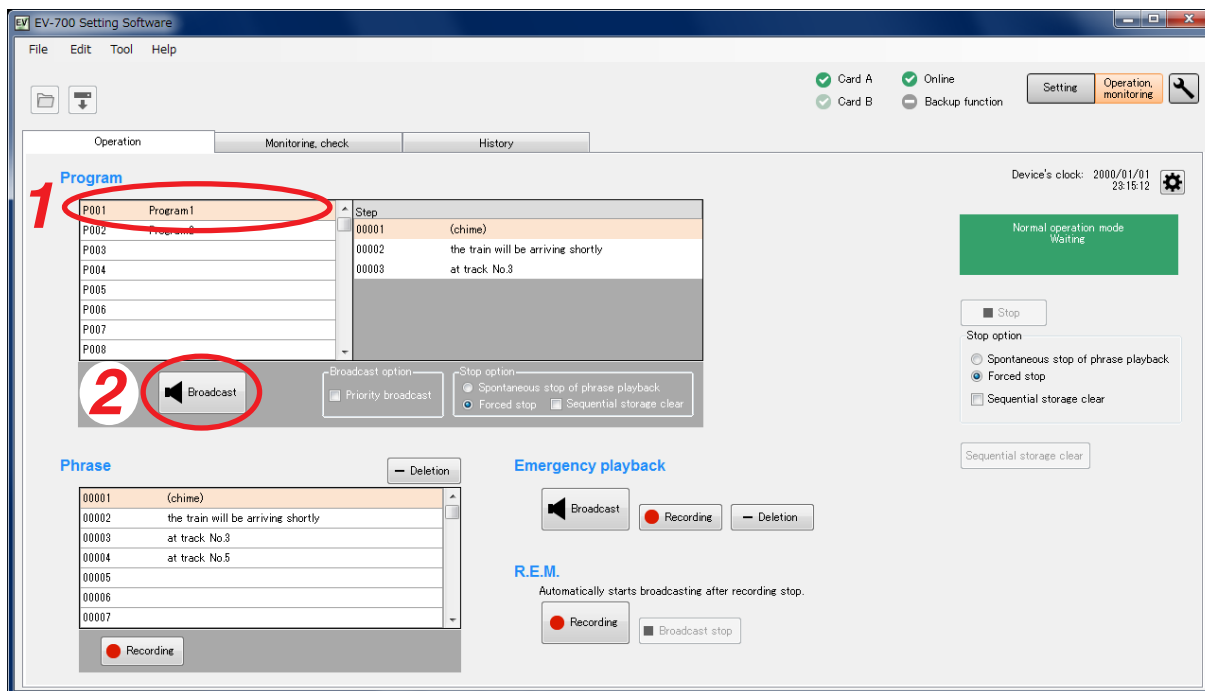 EV EV-700 Setting Software
File Edit Tool Help
Card A Online
Card B Backup function
Setting
Operation,
monitoring
Operation Monitoring, check History
Program
Device's clock: 2000/01/01
23:15:12
1
P001 Program1
P002 Program2
P003
P004
P005
P006
P007
P008
Step
00001 (chime)
00002 the train will be arriving shortly
00003 at track No.3
Normal operation mode
Waiting
Stop
Stop option
Spontaneous stop of phrase playback
Forced stop
Sequential storage clear
Sequential storage clear
2
Broadcast
Broadcast option
Priority broadcast
Stop option
Spontaneous stop of phrase playback
Forced stop Sequential storage clear
Phrase
Deletion
00001 (chime)
00002 the train will be arriving shortly
00003 at track No.3
00004 at track No.5
00005
00006
00007
Recording
Emergency playback
Broadcast Recording Deletion
R.E.M.
Automatically starts broadcasting after recording stop.
Recording Broadcast stop